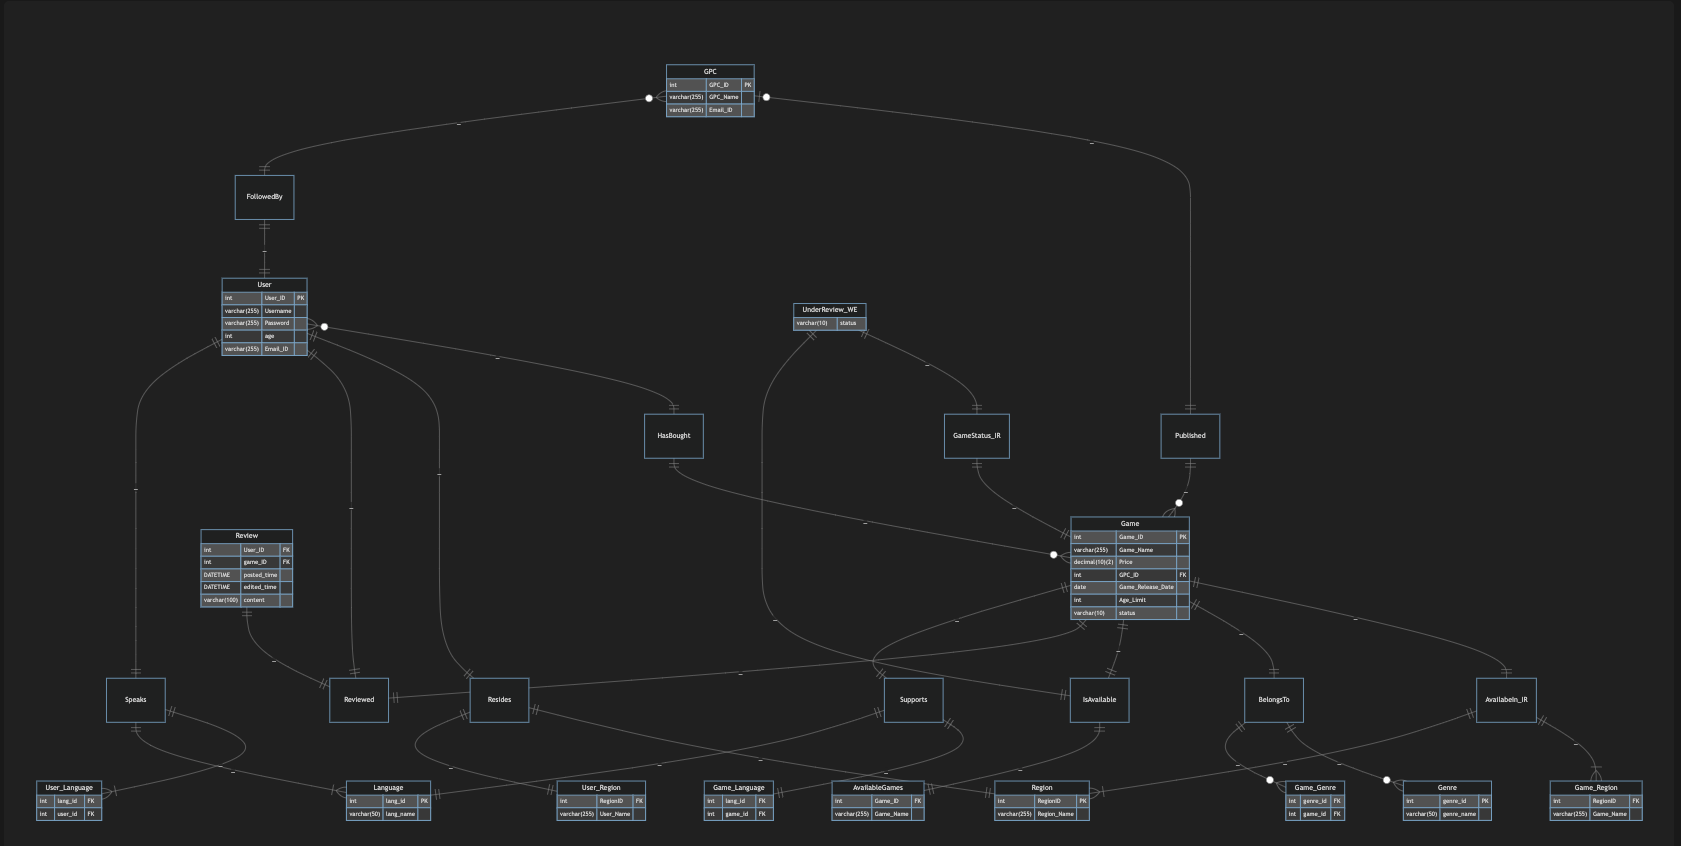 GPC
int GPC_ID PK
varchar(255) GPC_Name
varchar(255) Email_ID
FollowedBy
User
int User_ID PK
varchar(255) Username
varchar(255) Password
int age
varchar(255) Email_ID
UnderReview_WE
varchar(10) status
HasBought
GameStatus_IR
Published
Game
int Game_ID PK
varchar(255) Game_Name
decimal(10)(2) Price
int GPC_ID FK
date Game_Release_Date
int Age_Limit
varchar(10) status
Review
int User_ID FK
int game_ID FK
DATETIME posted_time
DATETIME edited_time
varchar(100) content
Speaks
Reviewed
Resides
Supports
IsAvailable
BelongsTo
AvailabeIn_IR
User_Language
int lang_id FK
int user_id FK
Language
int lang_id PK
varchar(50) lang_name
User_Region
int RegionID FK
varchar(255) User_Name
Game_Language
int lang_id FK
int game_id FK
AvailableGames
int Game_ID FK
varchar(255) Game_Name
Region
int RegionID PK
varchar(255) Region_Name
Game_Genre
int genre_id FK
int game_id FK
Genre
int genre_id PK
varchar(50) genre_name
Game_Region
int RegionID FK
varchar(255) Game_Name